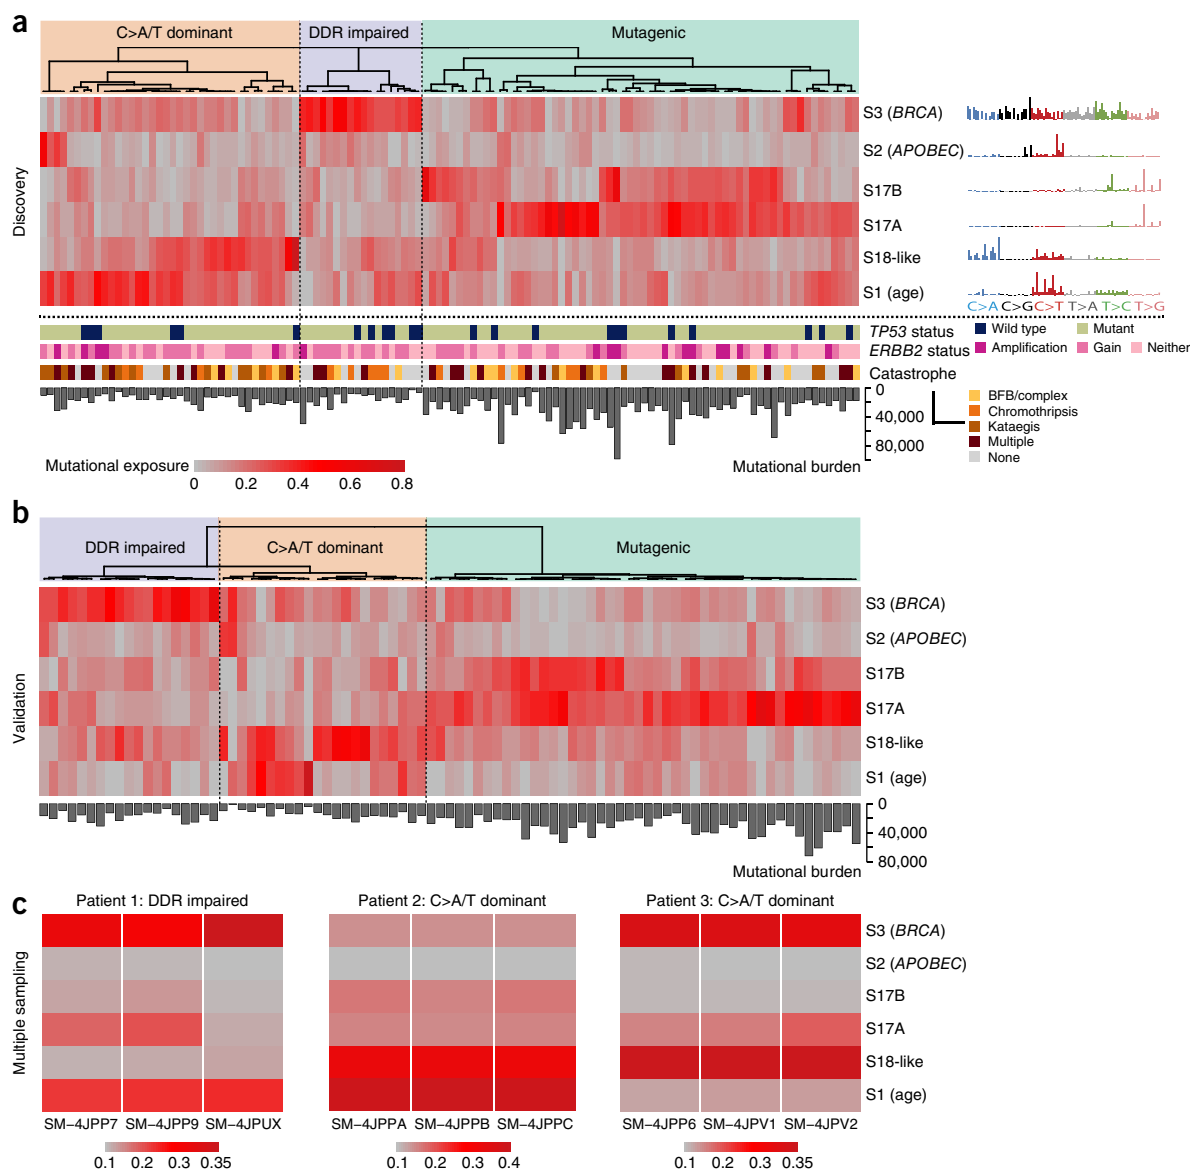 a
C>A/T dominant
DDR impaired
Mutagenic
Discovery
S3 (BRCA)
S2 (APOBEC)
S17B
S17A
S18-like
S1 (age)
C>A C>G C>T T>A T>C T>G
TP53 status
Wild type
Mutant
ERBB2 status
Amplification
Gain
Neither
Catastrophe
BFB/complex
Chromothripsis
Kataegis
Multiple
None
0
40,000
80,000
Mutational burden
Mutational exposure
0 0.2 0.4 0.6 0.8
b
DDR impaired
C>A/T dominant
Mutagenic
Validation
S3 (BRCA)
S2 (APOBEC)
S17B
S17A
S18-like
S1 (age)
0
40,000
80,000
Mutational burden
c
Patient 1: DDR impaired
Patient 2: C>A/T dominant
Patient 3: C>A/T dominant
Multiple sampling
S3 (BRCA)
S2 (APOBEC)
S17B
S17A
S18-like
S1 (age)
SM-4JPP7 SM-4JPP9 SM-4JPUX
SM-4JPPA SM-4JPPB SM-4JPPC
SM-4JPP6 SM-4JPV1 SM-4JPV2
0.1 0.2 0.3 0.35
0.1 0.2 0.3 0.4
0.1 0.2 0.3 0.35